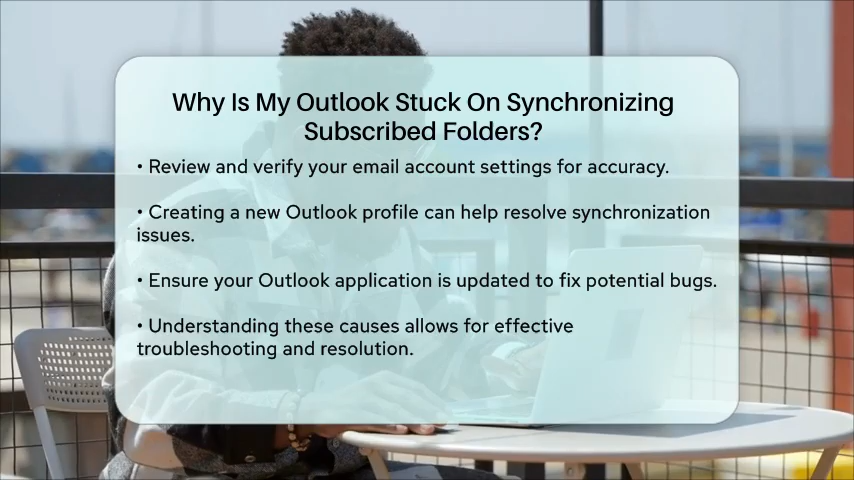 Why Is My Outlook Stuck On Synchronizing
Subscribed Folders?
• Review and verify your email account settings for accuracy.
• Creating a new Outlook profile can help resolve synchronization
issues.
• Ensure your Outlook application is updated to fix potential bugs.
• Understanding these causes allows for effective
troubleshooting and resolution.